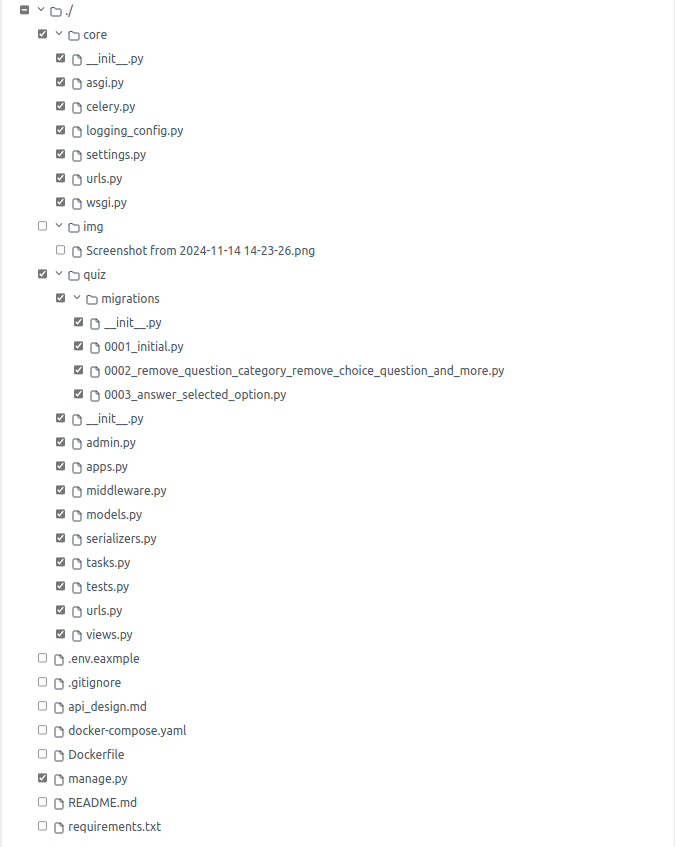 ./
core
__init__.py
asgi.py
celery.py
logging_config.py
settings.py
urls.py
wsgi.py
img
Screenshot from 2024-11-14 14-23-26.png
quiz
migrations
__init__.py
0001_initial.py
0002_remove_question_category_remove_choice_question_and_more.py
0003_answer_selected_option.py
__init__.py
admin.py
apps.py
middleware.py
models.py
serializers.py
tasks.py
tests.py
urls.py
views.py
.env.eaxmple
.gitignore
api_design.md
docker-compose.yaml
Dockerfile
manage.py
README.md
requirements.txt